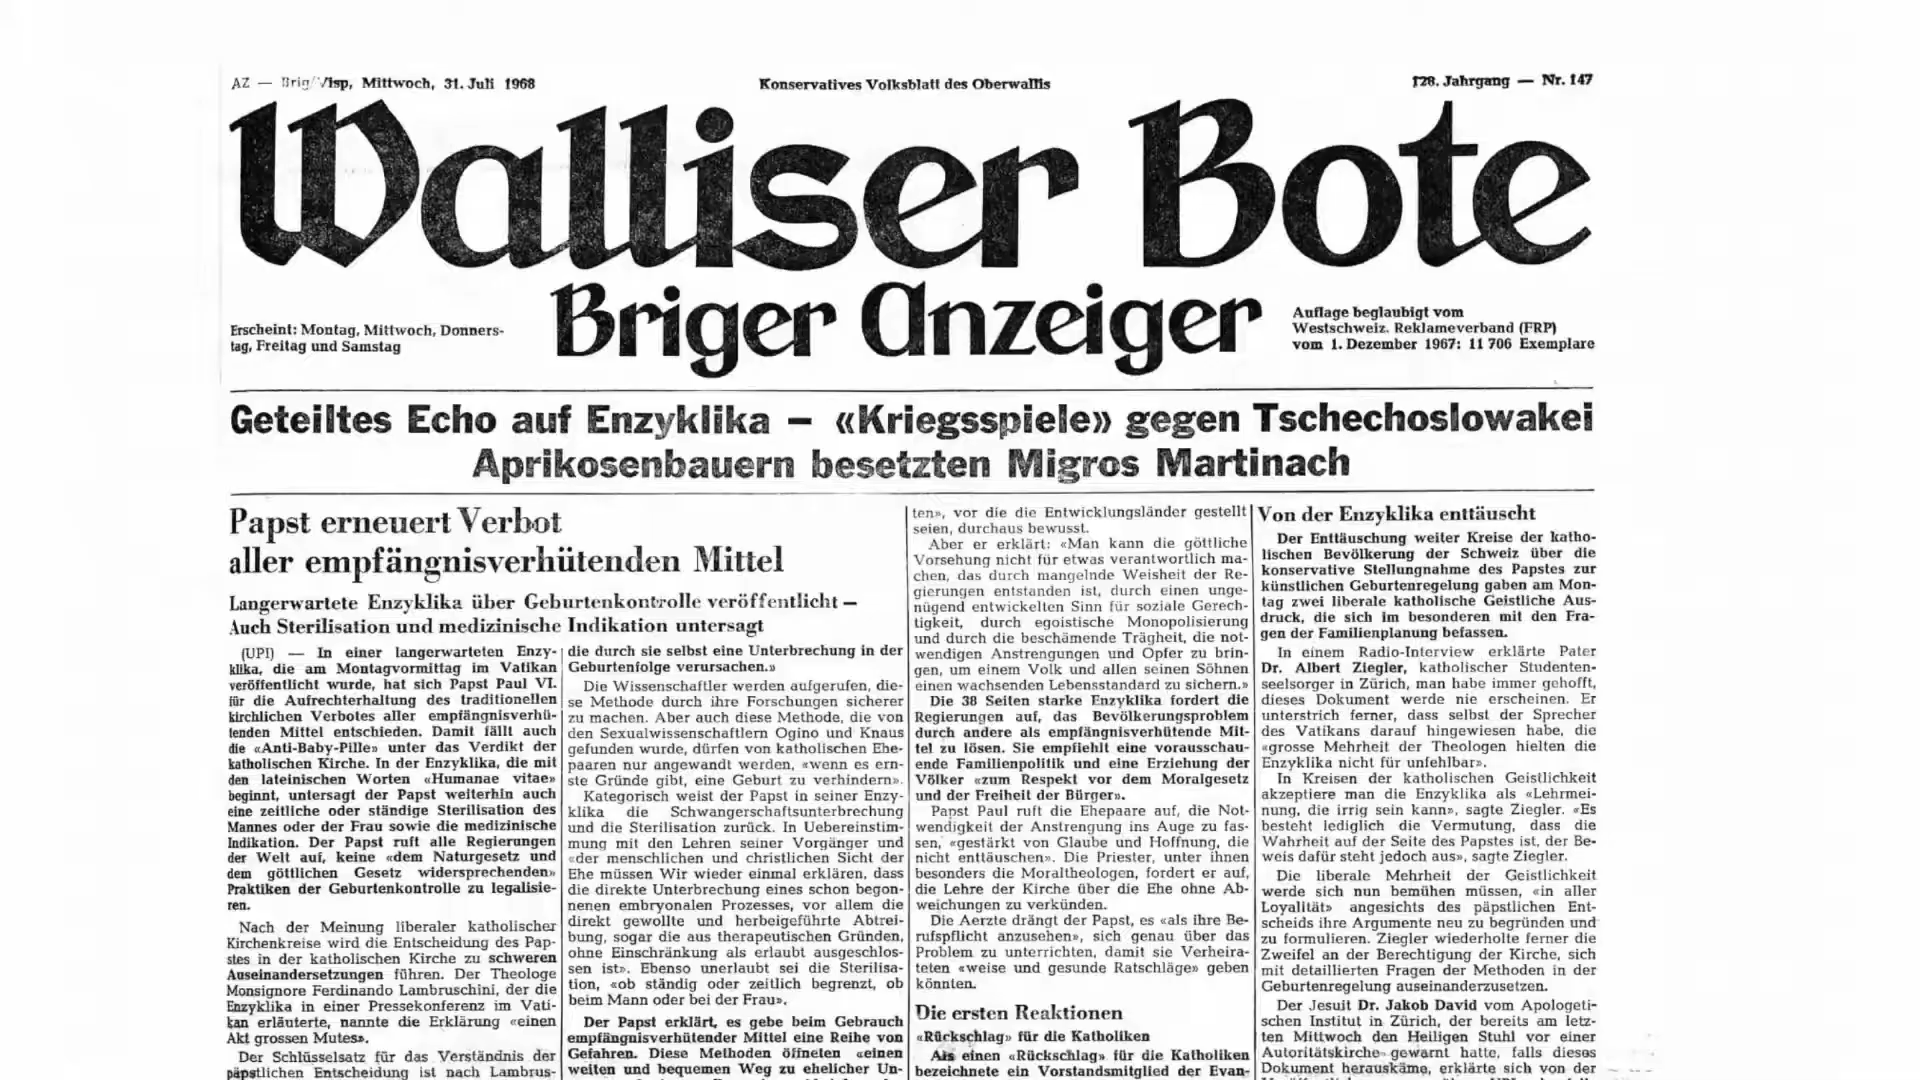 AZ — Brig/Visp, Mittwoch, 31. Juli 1968
Konservatives Volksblatt des Oberwallis
128. Jahrgang — Nr. 147
Walliser Bote
Briger Anzeiger
Erscheint: Montag, Mittwoch, Donners-
tag, Freitag und Samstag
Auflage beglaubigt vom
Westschweiz. Reklameverband (FRP)
vom 1. Dezember 1967: 11 706 Exemplare
Geteiltes Echo auf Enzyklika – «Kriegsspiele» gegen Tschechoslowakei
Aprikosenbauern besetzten Migros Martinach
Papst erneuert Verbot
aller empfängnisverhütenden Mittel
Langerwartete Enzyklika über Geburtenkontrolle veröffentlicht –
Auch Sterilisation und medizinische Indikation untersagt
(UPI) — In einer langerwarteten Enzy-
klika, die am Montagvormittag im Vatikan
veröffentlicht wurde, hat sich Papst Paul VI.
für die Aufrechterhaltung des traditionellen
kirchlichen Verbotes aller empfängnisverhü-
tenden Mittel entschieden. Damit fällt auch
die «Anti-Baby-Pille» unter das Verdikt der
katholischen Kirche. In der Enzyklika, die mit
den lateinischen Worten «Humanae vitae»
beginnt, untersagt der Papst weiterhin auch
eine zeitliche oder ständige Sterilisation des
Mannes oder der Frau sowie die medizinische
Indikation. Der Papst ruft alle Regierungen
der Welt auf, keine «dem Naturgesetz und
dem göttlichen Gesetz widersprechenden»
Praktiken der Geburtenkontrolle zu legalisie-
ren.
Nach der Meinung liberaler katholischer
Kirchenkreise wird die Entscheidung des Pap-
stes in der katholischen Kirche zu schweren
Auseinandersetzungen führen. Der Theologe
Monsignore Ferdinando Lambruschini, der die
Enzyklika in einer Pressekonferenz im Vati-
kan erläuterte, nannte die Erklärung «einen
Akt grossen Mutes».
Der Schlüsselsatz für das Verständnis der
päpstlichen Entscheidung ist nach Lambrus-
die durch sie selbst eine Unterbrechung in der
Geburtenfolge verursachen.»
Die Wissenschaftler werden aufgerufen, die-
se Methode durch ihre Forschungen sicherer
zu machen. Aber auch diese Methode, die von
den Sexualwissenschaftlern Ogino und Knaus
gefunden wurde, dürfen von katholischen Ehe-
paaren nur angewandt werden, «wenn es ern-
ste Gründe gibt, eine Geburt zu verhindern».
Kategorisch weist der Papst in seiner Enzy-
klika die Schwangerschaftsunterbrechung
und die Sterilisation zurück. In Uebereinstim-
mung mit den Lehren seiner Vorgänger und
«der menschlichen und christlichen Sicht der
Ehe müssen Wir wieder einmal erklären, dass
die direkte Unterbrechung eines schon begon-
nenen embryonalen Prozesses, vor allem die
direkt gewollte und herbeigeführte Abtrei-
bung, sogar die aus therapeutischen Gründen,
ohne Einschränkung als erlaubt ausgeschlos-
sen ist». Ebenso unerlaubt sei die Sterilisa-
tion, «ob ständig oder zeitlich begrenzt, ob
beim Mann oder bei der Frau».
Der Papst erklärt, es gebe beim Gebrauch
empfängnisverhütender Mittel eine Reihe von
Gefahren. Diese Methoden öffneten «einen
weiten und bequemen Weg zu ehelicher Un-
ten», vor die die Entwicklungsländer gestellt
seien, durchaus bewusst.
Aber er erklärt: «Man kann die göttliche
Vorsehung nicht für etwas verantwortlich ma-
chen, das durch mangelnde Weisheit der Re-
gierungen entstanden ist, durch einen unge-
nügend entwickelten Sinn für soziale Gerech-
tigkeit, durch egoistische Monopolisierung
und durch die beschämende Trägheit, die not-
wendigen Anstrengungen und Opfer zu brin-
gen, um einem Volk und allen seinen Söhnen
einen wachsenden Lebensstandard zu sichern.»
Die 38 Seiten starke Enzyklika fordert die
Regierungen auf, das Bevölkerungsproblem
durch andere als empfängnisverhütende Mit-
tel zu lösen. Sie empfiehlt eine vorausschau-
ende Familienpolitik und eine Erziehung der
Völker «zum Respekt vor dem Moralgesetz
und der Freiheit der Bürger».
Papst Paul ruft die Ehepaare auf, die Not-
wendigkeit der Anstrengung ins Auge zu fas-
sen, «gestärkt von Glaube und Hoffnung, die
nicht enttäuschen». Die Priester, unter ihnen
besonders die Moraltheologen, fordert er auf,
die Lehre der Kirche über die Ehe ohne Ab-
weichungen zu verkünden.
Die Aerzte drängt der Papst, es «als ihre Be-
rufspflicht anzusehen», sich genau über das
Problem zu unterrichten, damit sie Verheira-
teten «weise und gesunde Ratschläge» geben
könnten.
Die ersten Reaktionen
«Rückschlag» für die Katholiken
Als einen «Rückschlag» für die Katholiken
bezeichnete ein Vorstandsmitglied der Evan-
Von der Enzyklika enttäuscht
Der Enttäuschung weiter Kreise der katho-
lischen Bevölkerung der Schweiz über die
konservative Stellungnahme des Papstes zur
künstlichen Geburtenregelung gaben am Mon-
tag zwei liberale katholische Geistliche Aus-
druck, die sich im besonderen mit den Fra-
gen der Familienplanung befassen.
In einem Radio-Interview erklärte Pater
Dr. Albert Ziegler, katholischer Studenten-
seelsorger in Zürich, man habe immer gehofft,
dieses Dokument werde nie erscheinen. Er
unterstrich ferner, dass selbst der Sprecher
des Vatikans darauf hingewiesen habe, die
«grosse Mehrheit der Theologen hielten die
Enzyklika nicht für unfehlbar».
In Kreisen der katholischen Geistlichkeit
akzeptiere man die Enzyklika als «Lehrmei-
nung, die irrig sein kann», sagte Ziegler. «Es
besteht lediglich die Vermutung, dass die
Wahrheit auf der Seite des Papstes ist, der Be-
weis dafür steht jedoch aus», sagte Ziegler.
Die liberale Mehrheit der Geistlichkeit
werde sich nun bemühen müssen, «in aller
Loyalität» angesichts des päpstlichen Ent-
scheids ihre Argumente neu zu begründen und
zu formulieren. Ziegler wiederholte ferner die
Zweifel an der Berechtigung der Kirche, sich
mit detaillierten Fragen der Methoden in der
Geburtenregelung auseinanderzusetzen.
Der Jesuit Dr. Jakob David vom Apologeti-
schen Institut in Zürich, der bereits am letz-
ten Mittwoch den Heiligen Stuhl vor einer
Autoritätskirche gewarnt hatte, falls dieses
Dokument herauskäme, erklärte sich von der